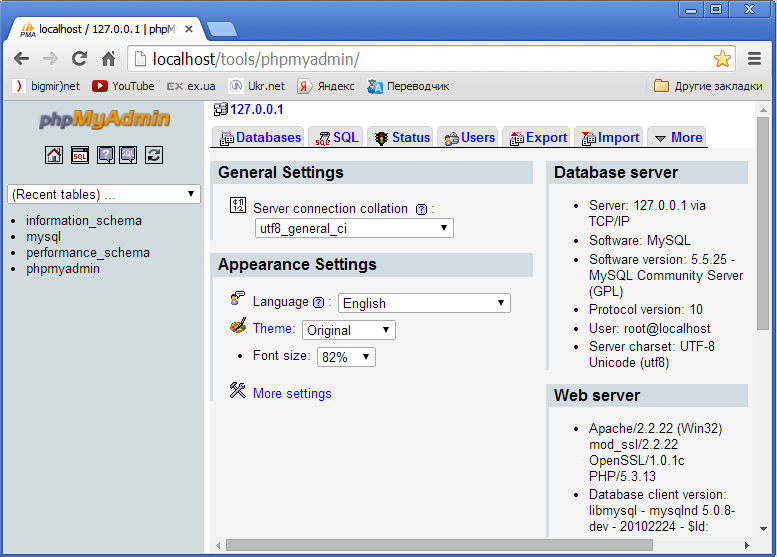 localhost / 127.0.0.1 | phpM
localhost/tools/phpmyadmin/
bigmir)net YouTube EX ex.ua Ukr.net Яндекс Переводчик Другие закладки
phpMyAdmin
SQL
(Recent tables) ...
information_schema
mysql
performance_schema
phpmyadmin
127.0.0.1
Databases SQL Status Users Export Import More
General Settings
Server connection collation :
utf8_general_ci
Appearance Settings
Language : English
Theme: Original
Font size: 82%
More settings
Database server
Server: 127.0.0.1 via
TCP/IP
Software: MySQL
Software version: 5.5.25 -
MySQL Community Server
(GPL)
Protocol version: 10
User: root@localhost
Server charset: UTF-8
Unicode (utf8)
Web server
Apache/2.2.22 (Win32)
mod_ssl/2.2.22
OpenSSL/1.0.1c
PHP/5.3.13
Database client version:
libmysql - mysqlnd 5.0.8-
dev - 20102224 - $Id: